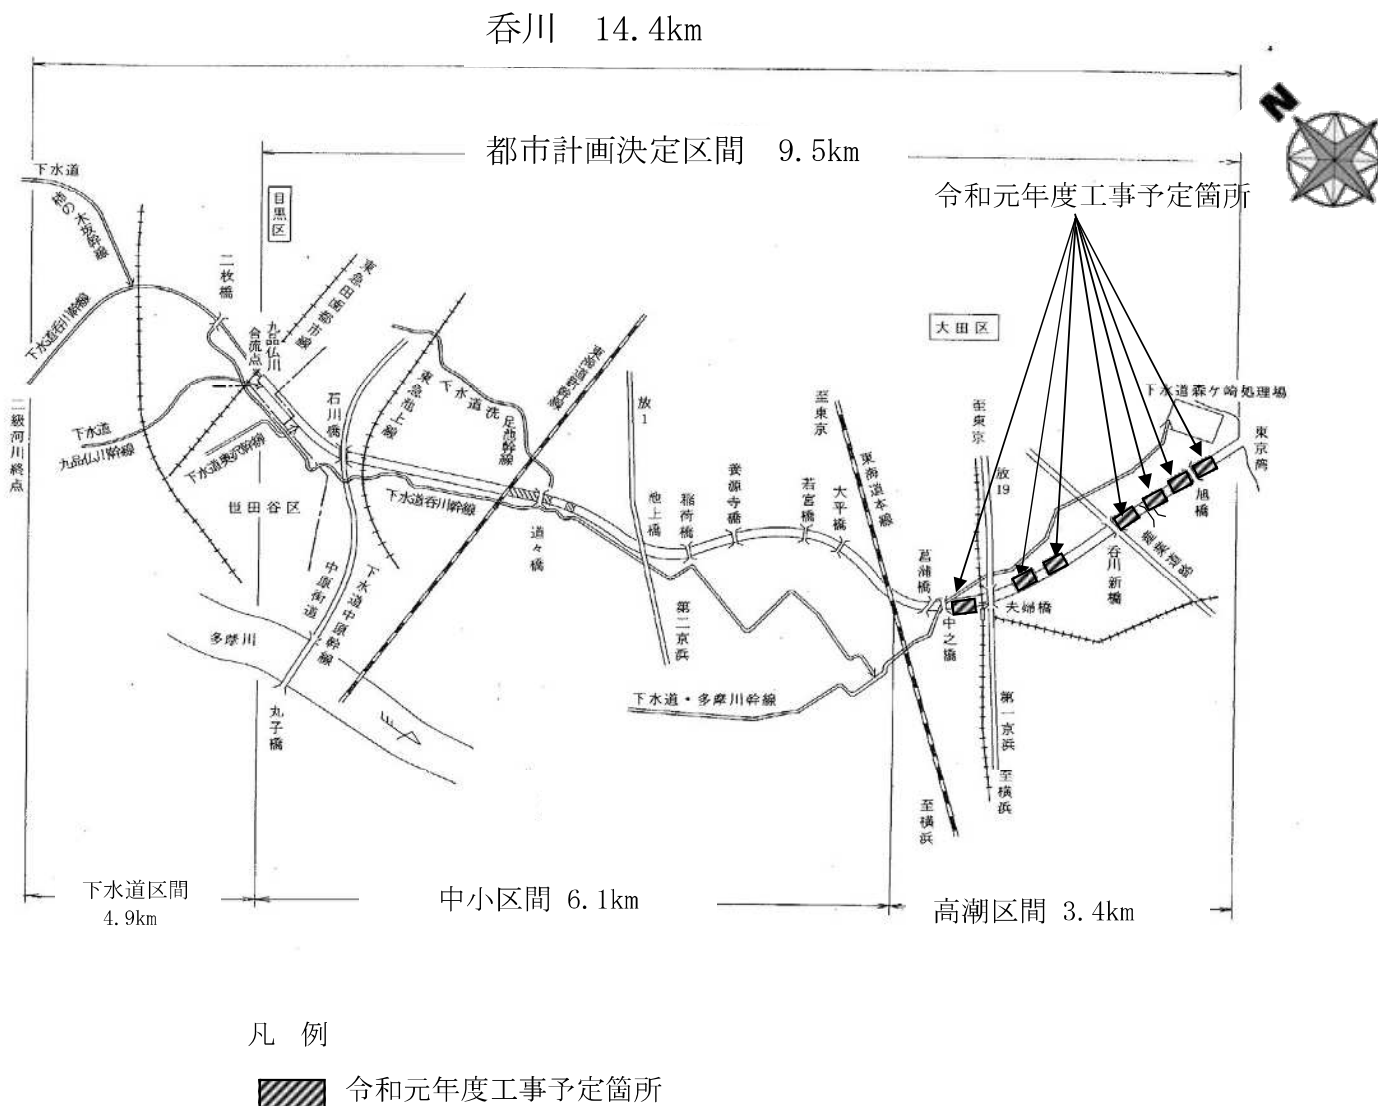 呑川　14.4km
N
都市計画決定区間　9.5km
令和元年度工事予定箇所
下水道
柿の木坂幹線
目黒区
二枚橋
東急田園都市線
九品仏川
合流点
下水道呑川幹線
大田区
東海道新幹線
下水道洗足池幹線
東急池上線
石川橋
放1
至東京
至東京
下水道森ケ崎処理場
東京湾
二級河川終点
下水道
九品仏川幹線
下水道奥沢幹線
世田谷区
下水道呑川幹線
道々橋
池上橋
稲荷橋
養源寺橋
若宮橋
大平橋
東海道本線
放19
旭橋
産業道路
呑川新橋
菖蒲橋
夫婦橋
中之橋
中原街道
下水道中原幹線
多摩川
第二京浜
下水道・多摩川幹線
丸子橋
第一京浜
至横浜
至横浜
下水道区間
4.9km
中小区間 6.1km
高潮区間 3.4km
凡　例
令和元年度工事予定箇所